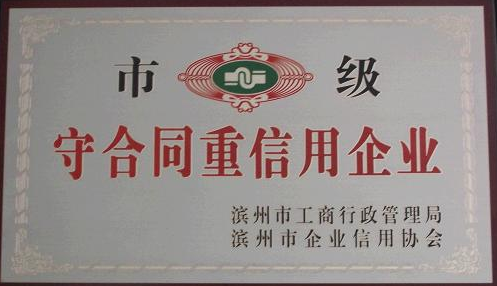 市级
守合同重信用企业
滨州市工商行政管理局
滨州市企业信用协会